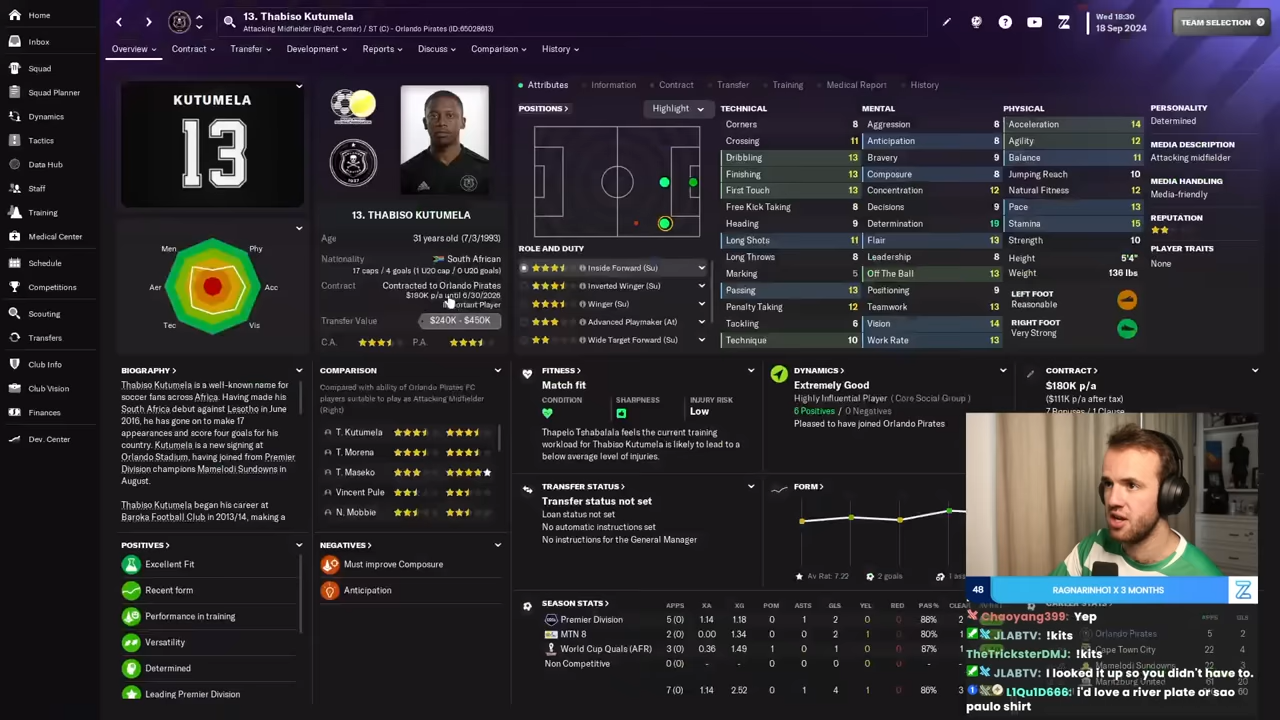 Home
Inbox
Squad
Squad Planner
Dynamics
Tactics
Data Hub
Staff
Training
Medical Center
Schedule
Competitions
Scouting
Transfers
Club Info
Club Vision
Finances
Dev. Center
13. Thabiso Kutumela
Attacking Midfielder (Right, Center) / ST (C) - Orlando Pirates (ID:65028613)
Wed 18:30
18 Sep 2024
TEAM SELECTION
Overview
Contract
Transfer
Development
Reports
Discuss
Comparison
History
KUTUMELA
13
Men
Phy
Aer
Acc
Tec
Vis
13. THABISO KUTUMELA
Age 31 years old (7/3/1993)
Nationality South African
17 caps / 4 goals (1 U20 cap / 0 U20 goals)
Contract Contracted to Orlando Pirates
$180K p/a until 6/30/2026
Important Player
Transfer Value $240K - $450K
C.A. P.A.
Attributes Information Contract Transfer Training Medical Report History
POSITIONS > Highlight
ROLE AND DUTY
Inside Forward (Su)
Inverted Winger (Su)
Winger (Su)
Advanced Playmaker (At)
Wide Target Forward (Su)
TECHNICAL
Corners 8
Crossing 11
Dribbling 13
Finishing 13
First Touch 13
Free Kick Taking 8
Heading 9
Long Shots 11
Long Throws 8
Marking 5
Passing 13
Penalty Taking 12
Tackling 6
Technique 10
MENTAL
Aggression 8
Anticipation 8
Bravery 9
Composure 8
Concentration 12
Decisions 9
Determination 19
Flair 13
Leadership 8
Off The Ball 13
Positioning 9
Teamwork 13
Vision 14
Work Rate 13
PHYSICAL
Acceleration 14
Agility 12
Balance 11
Jumping Reach 10
Natural Fitness 12
Pace 13
Stamina 15
Strength 10
Height 5'4"
Weight 136 lbs
LEFT FOOT
Reasonable
RIGHT FOOT
Very Strong
PERSONALITY
Determined
MEDIA DESCRIPTION
Attacking midfielder
MEDIA HANDLING
Media-friendly
REPUTATION
PLAYER TRAITS
None
BIOGRAPHY
Thabiso Kutumela is a well-known name for
soccer fans across Africa. Having made his
South Africa debut against Lesotho in June
2016, he has gone on to make 17
appearances and score four goals for his
country. Kutumela is a new signing at
Orlando Stadium, having joined from Premier
Division champions Mamelodi Sundowns in
August.
Thabiso Kutumela began his career at
Baroka Football Club in 2013/14, making a
COMPARISON
Compared with ability of Orlando Pirates FC
players suitable to play as Attacking Midfielder
(Right)
T. Kutumela
T. Morena
T. Maseko
Vincent Pule
N. Mobbie
FITNESS >
Match fit
CONDITION
SHARPNESS
INJURY RISK
Low
Thapelo Tshabalala feels the current training
workload for Thabiso Kutumela is likely to lead to a
below average level of injuries.
DYNAMICS >
Extremely Good
Highly Influential Player ( Core Social Group )
6 Positives / 0 Negatives
Pleased to have joined Orlando Pirates
CONTRACT >
$180K p/a
($111K p/a after tax)
7 Bonuses / 1 Clause
TRANSFER STATUS >
Transfer status not set
Loan status not set
No automatic instructions set
No instructions for the General Manager
FORM >
Av Rat: 7.22
2 goals
POSITIVES >
Excellent Fit
Recent form
Performance in training
Versatility
Determined
Leading Premier Division
NEGATIVES >
Must improve Composure
Anticipation
SEASON STATS > APPS XA XG POM ASTS GLS YEL RED PAS%
Premier Division 5 (0) 1.14 1.18 0 1 2 0 0 88%
MTN 8 2 (0) 0.00 1.34 0 0 2 0 0 80%
World Cup Quals (AFR) 3 (0) 0.36 1.49 0 0 1 0 87%
Non Competitive 0 (0) - - - - - - - -
7 (0) 1.14 2.52 0 1 4 1 0 86%
48 RAGNARINHO1 X 3 MONTHS
Chaoyang399: Yep
JLABTV: !kits
TheTricksterDMJ: !kits
JLABTV: I looked it up so you didn't have to.
L1Qu1D666: i'd love a river plate or sao
paulo shirt
Orlando Pirates 5 2
Cape Town City 22 4
Mamelodi Sundowns 22 3
Maritzburg United